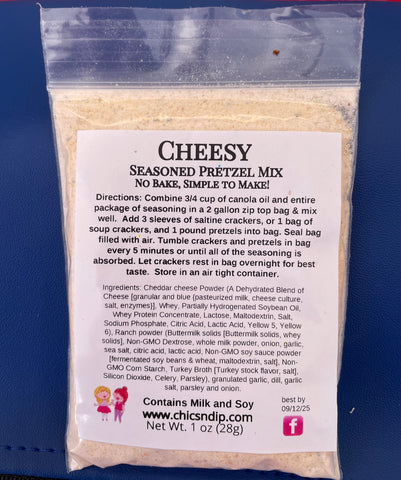 CHEESY
SEASONED PRETZEL MIX
NO BAKE, SIMPLE TO MAKE!
Directions: Combine 3/4 cup of canola oil and entire
package of seasoning in a 2 gallon zip top bag & mix
well. Add 3 sleeves of saltine crackers, or 1 bag of
soup crackers, and 1 pound pretzels into bag. Seal bag
filled with air. Tumble crackers and pretzels in bag
every 5 minutes or until all of the seasoning is
absorbed. Let crackers rest in bag overnight for best
taste. Store in an air tight container.
Ingredients: Cheddar cheese Powder (A Dehydrated Blend of
Cheese [granular and blue {pasteurized milk, cheese culture,
salt, enzymes}], Whey, Partially Hydrogenated Soybean Oil,
Whey Protein Concentrate, Lactose, Maltodextrin, Salt,
Sodium Phosphate, Citric Acid, Lactic Acid, Yellow 5, Yellow
6), Ranch powder (Buttermilk solids [Buttermilk solids, whey
solids], Non-GMO Dextrose, whole milk powder, onion, garlic,
sea salt, citric acid, lactic acid, Non-GMO soy sauce powder
[fermented soy beans & wheat, maltodextrin, salt], Non-
GMO Corn Starch, Turkey Broth [Turkey stock flavor, salt],
Silicon Dioxide, Celery, Parsley), granulated garlic, dill, garlic
salt, parsley and onion.
Contains Milk and Soy
www.chicsndip.com
Net Wt. 1 oz (28g)
best by
09/12/25
f